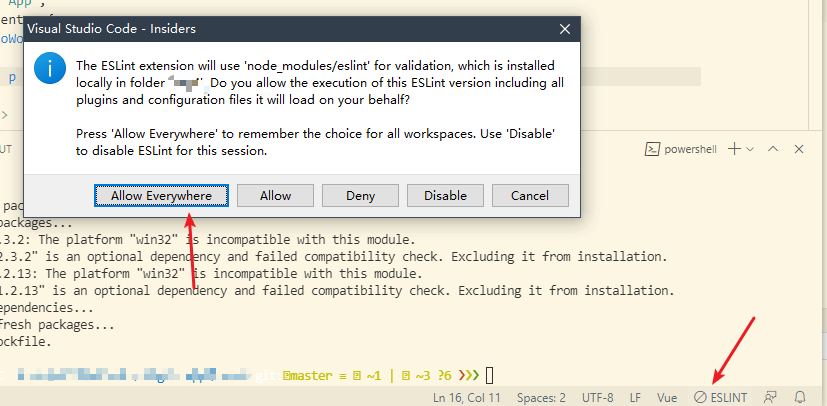 App',
Visual Studio Code - Insiders
The ESLint extension will use 'node_modules/eslint' for validation, which is installed
locally in folder Do you allow the execution of this ESLint version including all
plugins and configuration files it will load on your behalf?
Press 'Allow Everywhere' to remember the choice for all workspaces. Use 'Disable'
to disable ESLint for this session.
Allow Everywhere
Allow
Deny
Disable
Cancel
p
>
UT
powershell
packages...
.3.2: The platform "win32" is incompatible with this module.
2.3.2" is an optional dependency and failed compatibility check. Excluding it from installation.
.2.13: The platform "win32" is incompatible with this module.
1.2.13" is an optional dependency and failed compatibility check. Excluding it from installation.
ependencies...
fresh packages...
ockfile.
master ≡ ~1 | ~3 ?6 ❯❯❯
Ln 16, Col 11 Spaces: 2 UTF-8 LF Vue ESLINT